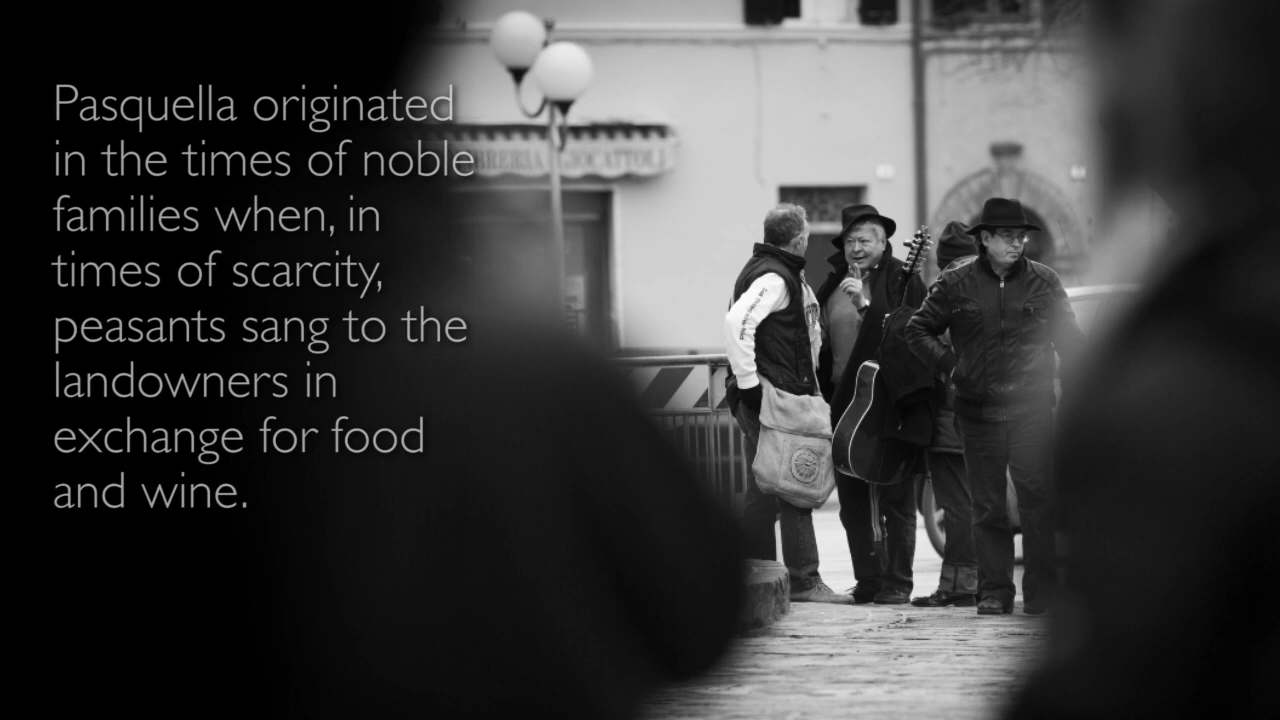 Pasquella originated
in the times of noble
families when, in
times of scarcity,
peasants sang to the
landowners in
exchange for food
and wine.
GIOCATTOLI